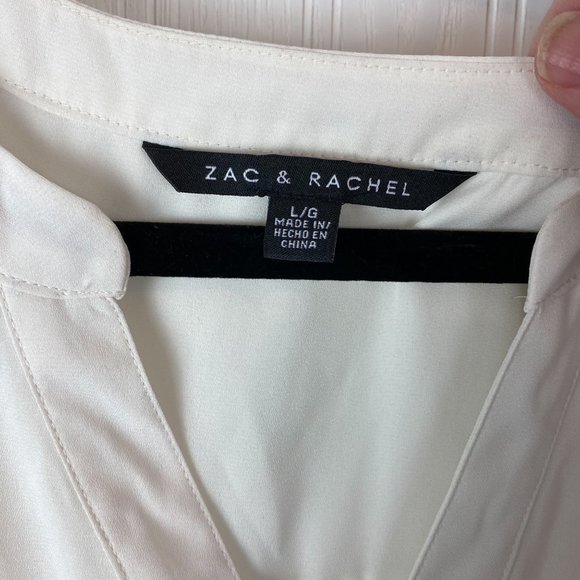 ZAC & RACHEL
L/G
MADE IN/
HECHO EN
CHINA